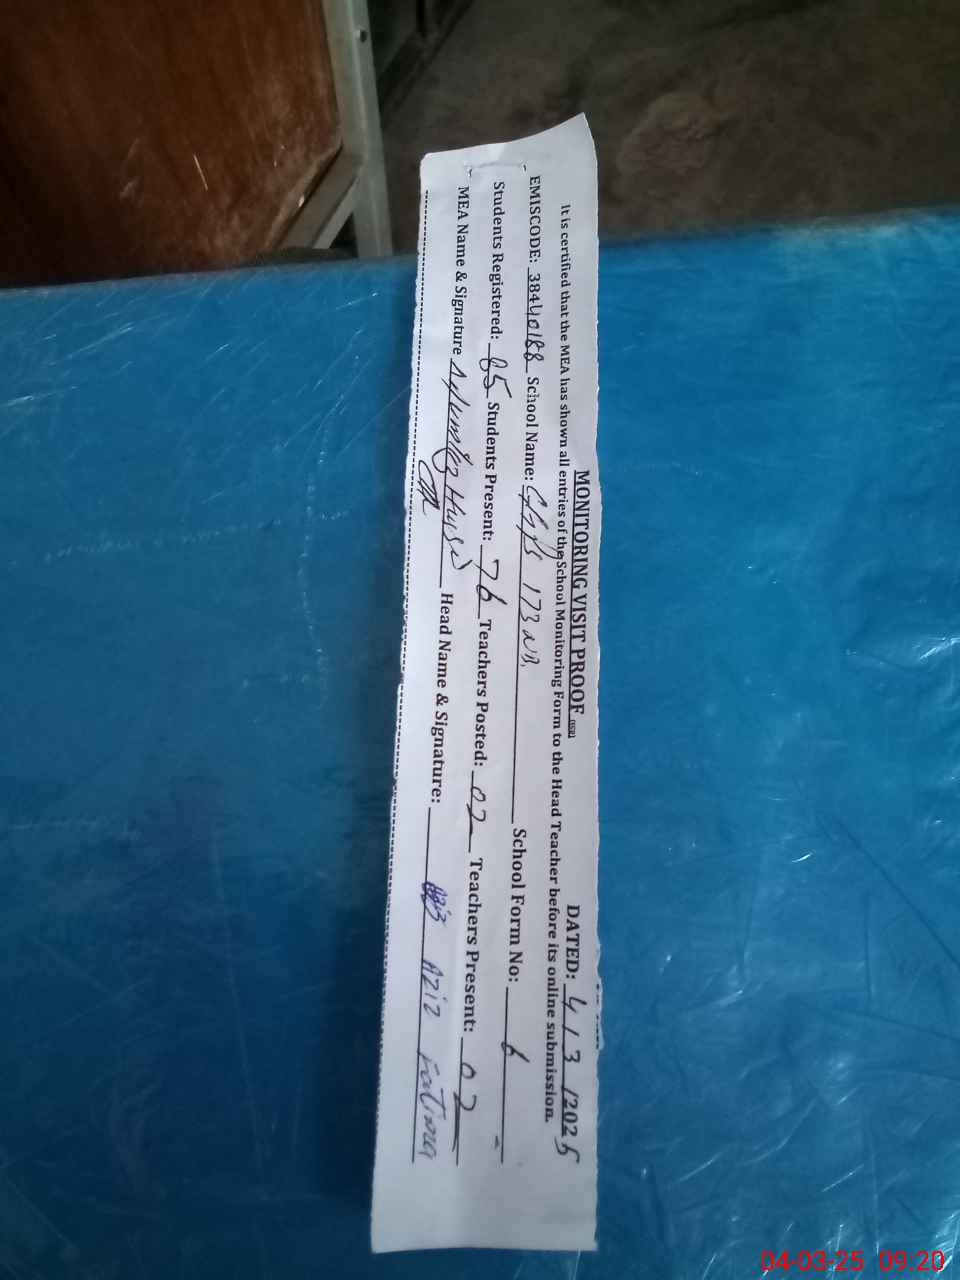 MONITORING VISIT PROOF (SSR) DATED: 4/3/2025
It is certified that the MEA has shown all entries of the School Monitoring Form to the Head Teacher before its online submission.
EMISCODE: 38440188 School Name: 173 NB. School Form No: 6
Students Registered: 85 Students Present: 76 Teachers Posted: 02 Teachers Present: 02
MEA Name & Signature Head Name & Signature: Aziz Fatima
04-03-25 09:20